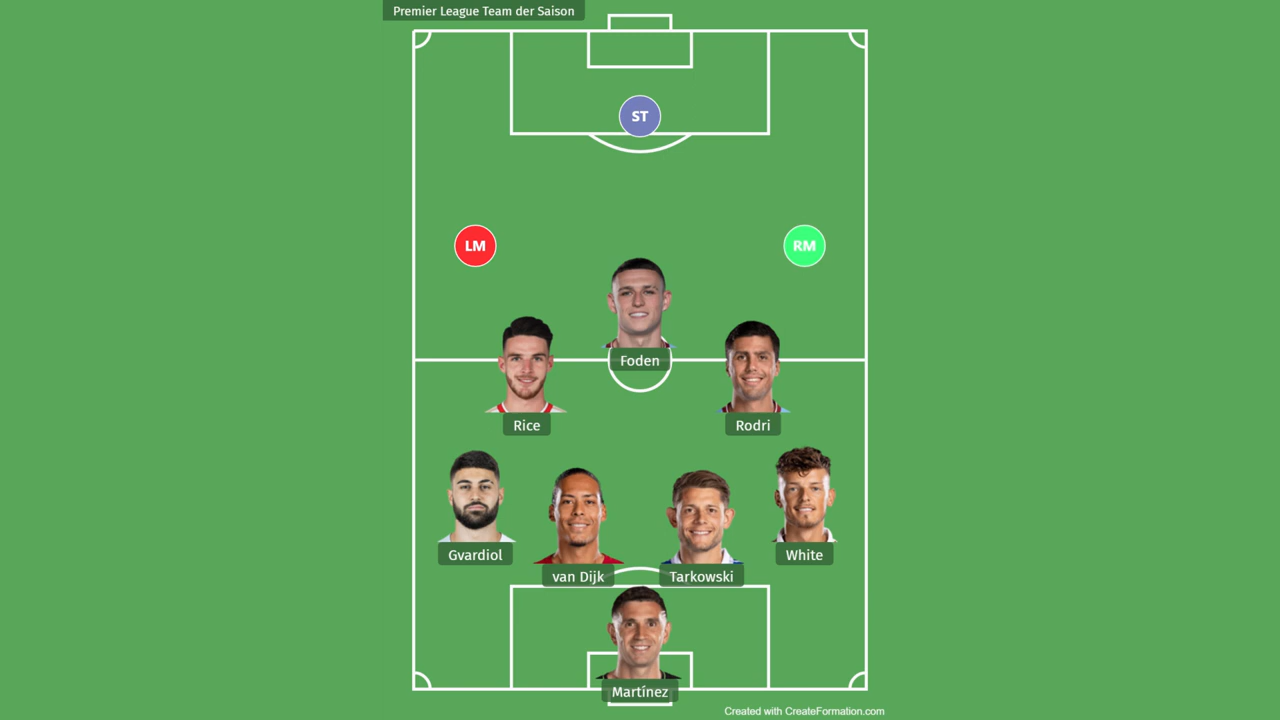 Premier League Team der Saison
ST
LM
RM
Foden
Rice
Rodri
Gvardiol
White
van Dijk
Tarkowski
Martínez
Created with CreateFormation.com